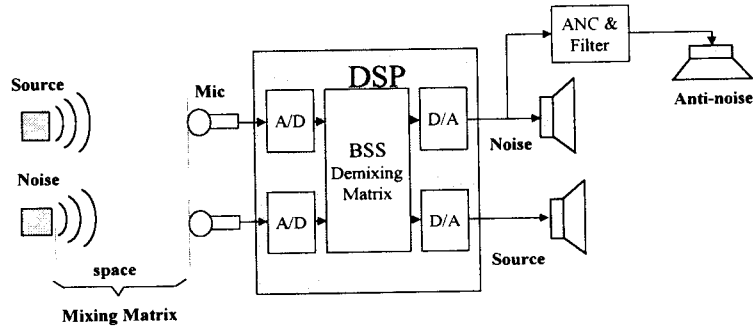 ANC &
Filter
Anti-noise
Source
Mic
DSP
A/D
D/A
Noise
BSS
Demixing
Matrix
Noise
A/D
D/A
Source
space
Mixing Matrix